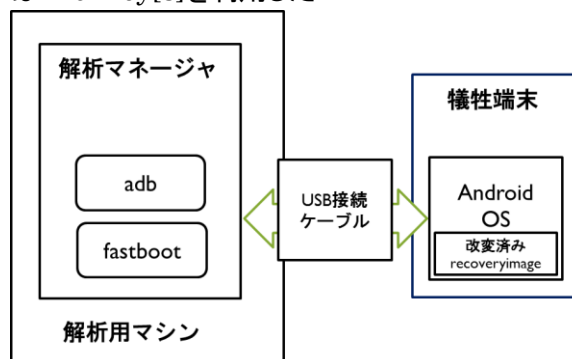 解析マネージャ
adb
fastboot
解析用マシン
USB接続
ケーブル
犠牲端末
Android
OS
改変済み
recoveryimage